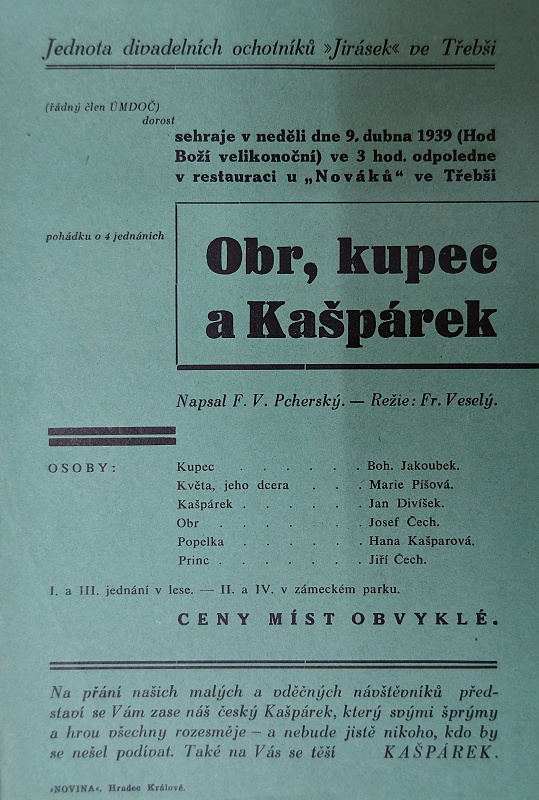 Jednota divadelních ochotníků »Jirásek« ve Třebši
(řádný člen ÚMDOČ)
dorost
sehraje v neděli dne 9. dubna 1939 (Hod
Boží velikonoční) ve 3 hod. odpoledne
v restauraci u „Nováků“ ve Třebši
pohádku o 4 jednáních
Obr, kupec
a Kašpárek
Napsal F. V. Pcherský. — Režie: Fr. Veselý.
OSOBY:
Kupec . . . . . . Boh. Jakoubek.
Květa, jeho dcera . . . Marie Píšová.
Kašpárek . . . . . . Jan Divíšek.
Obr . . . . . . . Josef Čech.
Popelka . . . . . . Hana Kašparová.
Princ . . . . . . . Jiří Čech.
I. a III. jednání v lese. — II. a IV. v zámeckém parku.
CENY MÍST OBVYKLÉ.
Na přání našich malých a vděčných návštěvníků před-
staví se Vám zase náš český Kašpárek, který svými šprýmy
a hrou všechny rozesměje – a nebude jistě nikoho, kdo by
se nešel podívat. Také na Vás se těší KAŠPÁREK.
»NOVINA«, Hradec Králové.